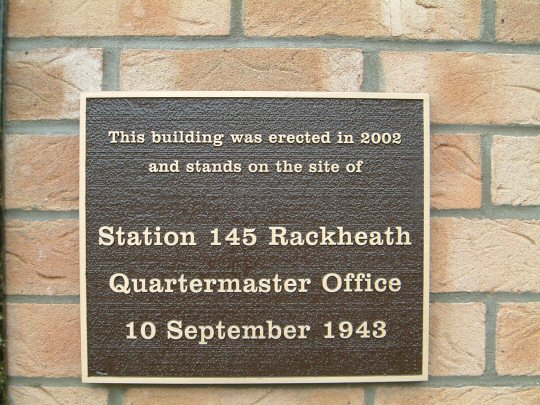 This building was erected in 2002
and stands on the site of
Station 145 Rackheath
Quartermaster Office
10 September 1943